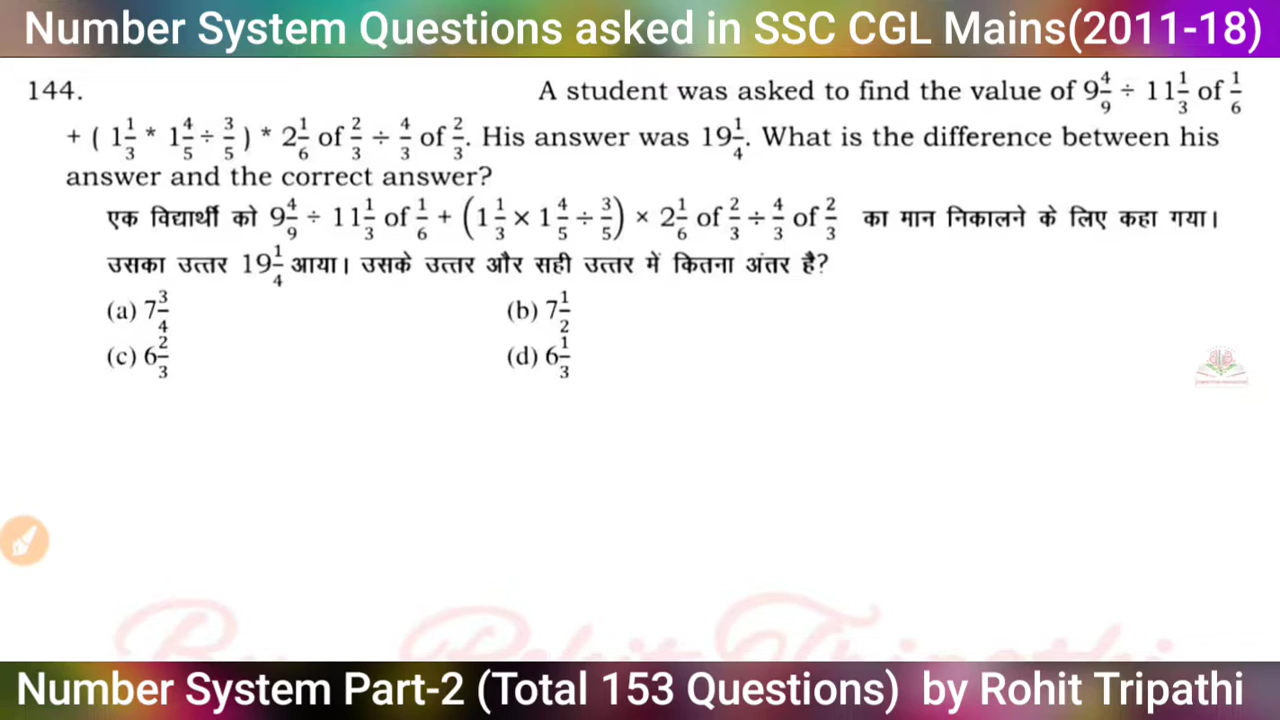 Number System Questions asked in SSC CGL Mains(2011-18)
144. A student was asked to find the value of 9 4/9 ÷ 11 1/3 of 1/6
+ ( 1 1/3 * 1 4/5 ÷ 3/5 ) * 2 1/6 of 2/3 ÷ 4/3 of 2/3. His answer was 19 1/4. What is the difference between his
answer and the correct answer?
एक विद्यार्थी को 9 4/9 ÷ 11 1/3 of 1/6 + (1 1/3 × 1 4/5 ÷ 3/5) × 2 1/6 of 2/3 ÷ 4/3 of 2/3 का मान निकालने के लिए कहा गया।
उसका उत्तर 19 1/4 आया। उसके उत्तर और सही उत्तर में कितना अंतर है?
(a) 7 3/4 (b) 7 1/2
(c) 6 2/3 (d) 6 1/3
Number System Part-2 (Total 153 Questions) by Rohit Tripathi